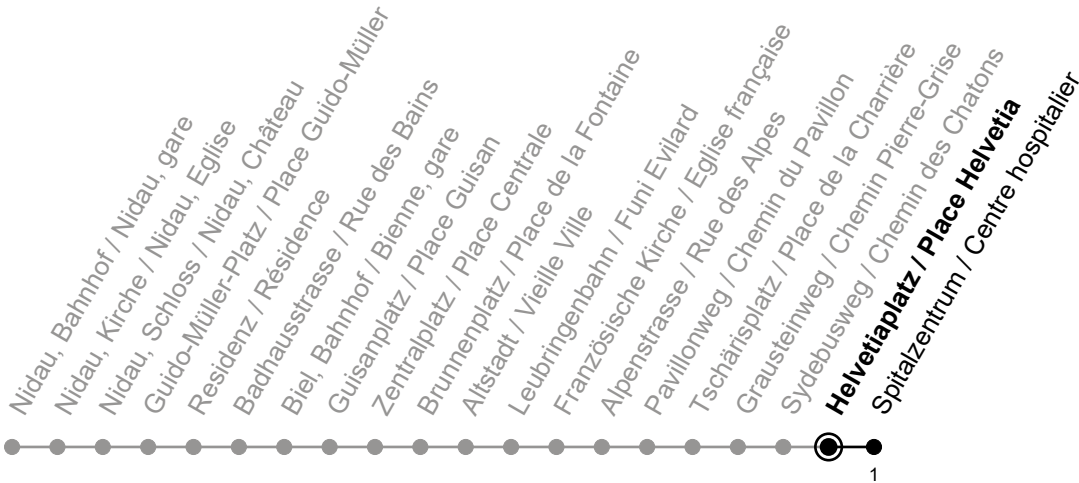 Nidau, Bahnhof / Nidau, gare
Nidau, Kirche / Nidau, Eglise
Nidau, Schloss / Nidau, Château
Guido-Müller-Platz / Place Guido-Müller
Residenz / Résidence
Badhausstrasse / Rue des Bains
Biel, Bahnhof / Bienne, gare
Guisanplatz / Place Guisan
Zentralplatz / Place Centrale
Brunnenplatz / Place de la Fontaine
Altstadt / Vieille Ville
Leubringenbahn / Funi Evilard
Französische Kirche / Eglise française
Alpenstrasse / Rue des Alpes
Pavillonweg / Chemin du Pavillon
Tschärisplatz / Place de la Charrière
Grausteinweg / Chemin Pierre-Grise
Sydebusweg / Chemin des Chatons
Helvetiaplatz / Place Helvetia
Spitalzentrum / Centre hospitalier
1